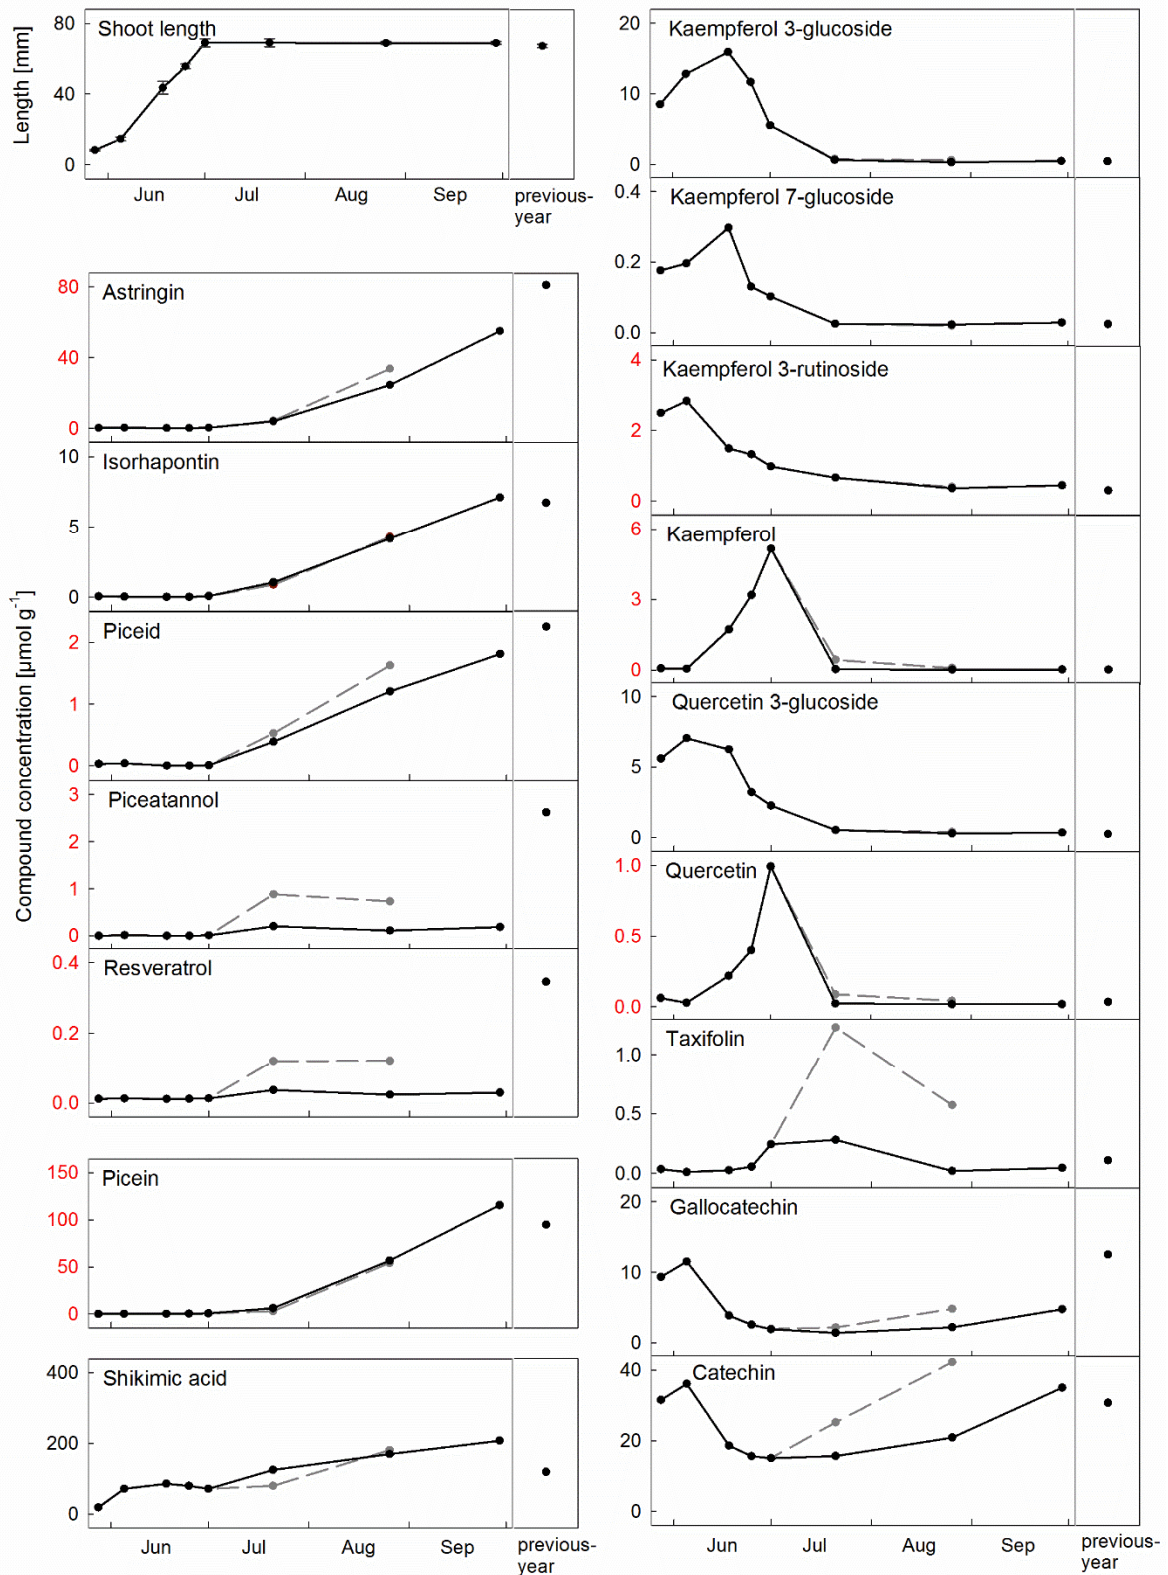 Shoot length
Length [mm]
80
40
0
Jun
Jul
Aug
Sep
previous-
year
Compound concentration [µmol g-1]
Astringin
80
40
0
Isorhapontin
10
5
0
Piceid
2
1
0
Piceatannol
3
2
1
0
Resveratrol
0.4
0.2
0.0
Picein
150
100
50
0
Shikimic acid
400
200
0
Jun
Jul
Aug
Sep
previous-
year
Kaempferol 3-glucoside
20
10
0
Kaempferol 7-glucoside
0.4
0.2
0.0
Kaempferol 3-rutinoside
4
2
0
Kaempferol
6
3
0
Quercetin 3-glucoside
10
5
0
Quercetin
1.0
0.5
0.0
Taxifolin
1.0
0.5
0.0
Gallocatechin
20
10
0
Catechin
40
20
0
Jun
Jul
Aug
Sep
previous-
year